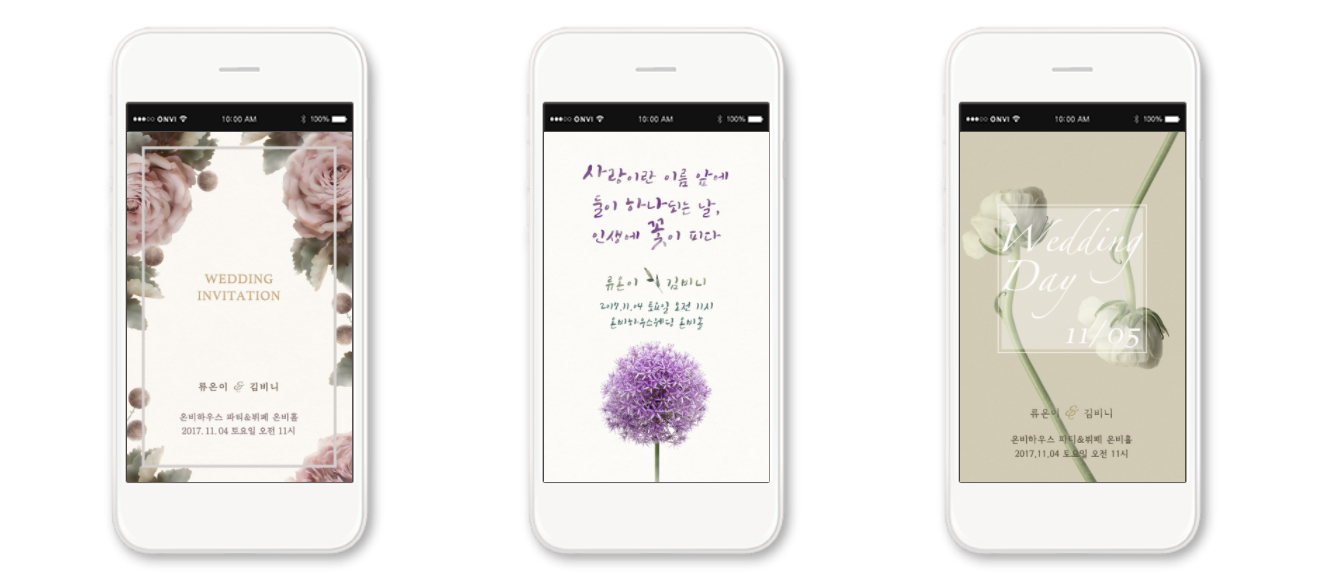 ONVI 10:00 AM 100%
WEDDING
INVITATION
류온이 & 김비니
온비하우스 파티&뷔페 온비홀
2017.11.04 토요일 오전 11시
ONVI 10:00 AM 100%
사랑이란 이름 앞에
둘이 하나되는 날,
인생에 꽃이 피다
류온이 김비니
2017.11.04 토요일 오전 11시
온비하우스웨딩 온비홀
ONVI 10:00 AM 100%
Wedding
Day
11/05
류온이 & 김비니
온비하우스 파티&뷔페 온비홀
2017.11.04 토요일 오전 11시